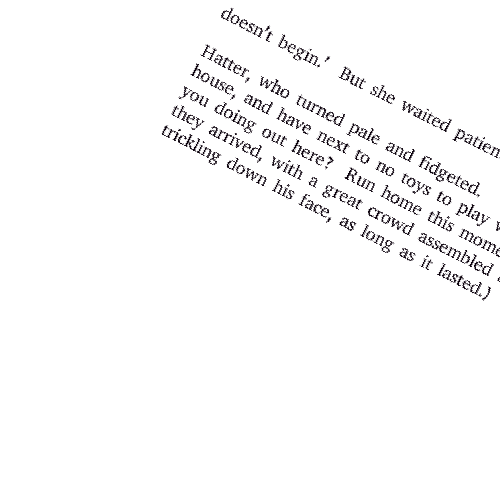 doesn't begin.' But she waited
Hatter, who turned pale and fidgeted.
house, and have next to no toys to play
you doing out here? Run home this
they arrived, with a great crowd assembled
trickling down his face, as long as it lasted.)